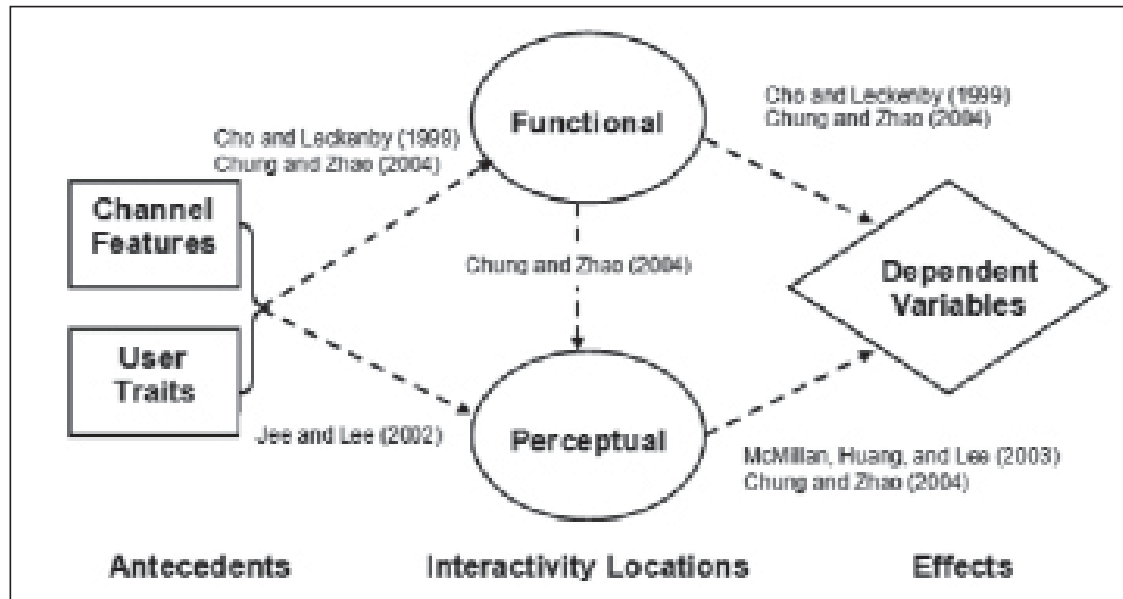 Functional
Cho and Leckenby (1999)
Chung and Zhao (2004)
Cho and Leckenby (1999)
Chung and Zhao (2004)
Channel
Features
Chung and Zhao (2004)
Dependent
Variables
User
Traits
Jee and Lee (2002)
Perceptual
McMillan, Huang, and Lee (2003)
Chung and Zhao (2004)
Antecedents
Interactivity Locations
Effects